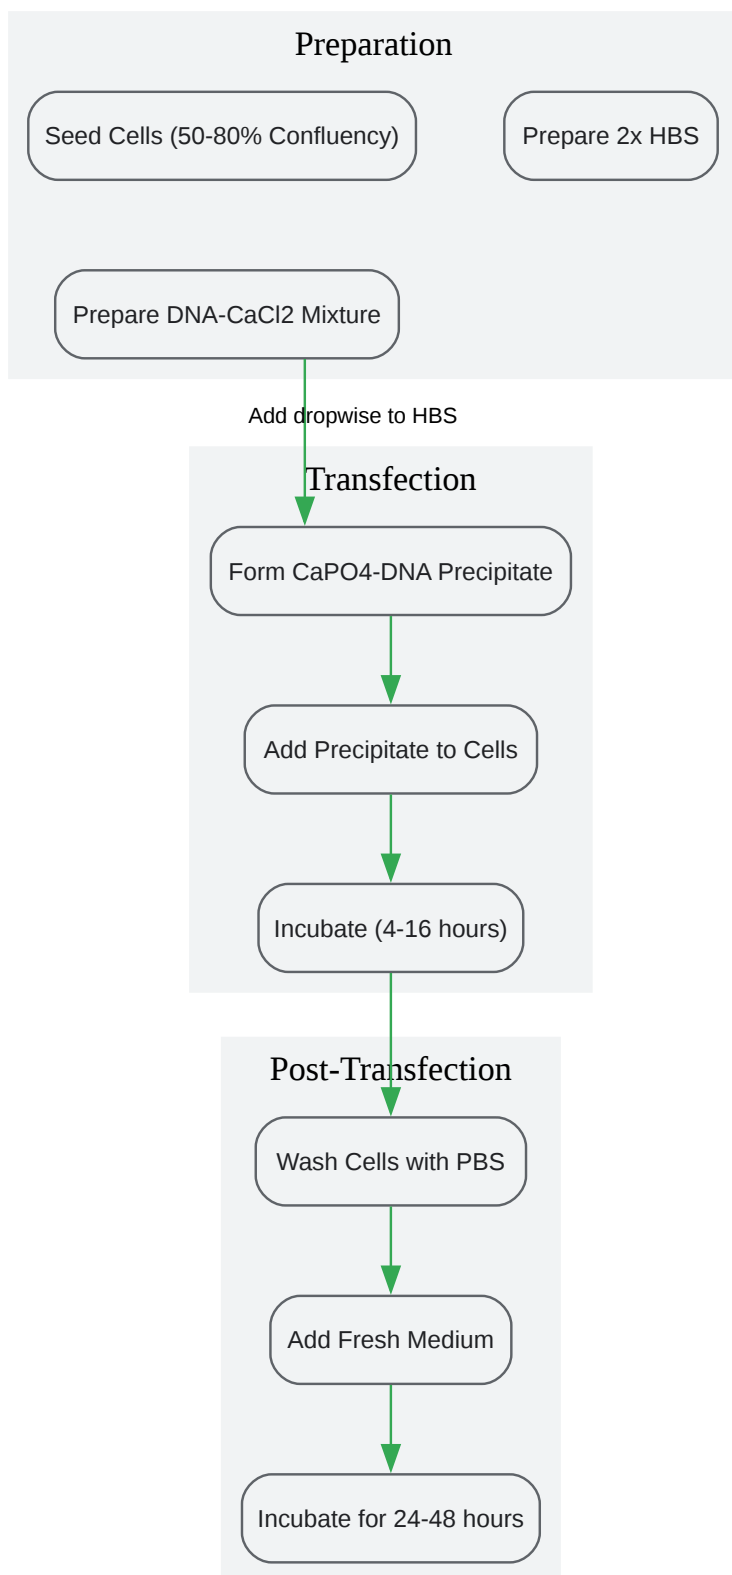 Preparation
Seed Cells (50-80% Confluency)
Prepare 2x HBS
Prepare DNA-CaCl2 Mixture
Add dropwise to HBS
Transfection
Form CaPO4-DNA Precipitate
Add Precipitate to Cells
Incubate (4-16 hours)
Post-Transfection
Wash Cells with PBS
Add Fresh Medium
Incubate for 24-48 hours